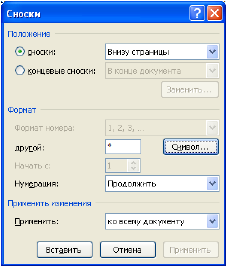 Сноски
Положение
сноски: Внизу страницы
концевые сноски: В конце документа
Заменить...
Формат
Формат номера: 1, 2, 3, ...
другой: * Символ...
Начать с: 1
Нумерация: Продолжить
Применить изменения
Применить: ко всему документу
Вставить Отмена Применить